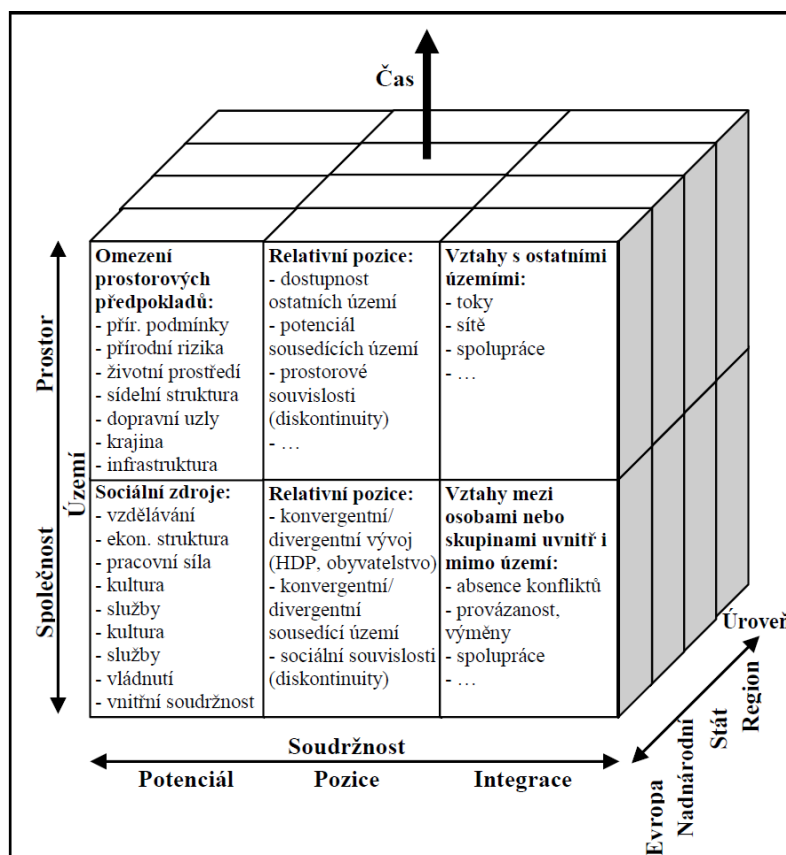 Čas
Omezení
prostorových
předpokladů:
- přír. podmínky
- přírodní rizika
- životní prostředí
- sídelní struktura
- dopravní uzly
- krajina
- infrastruktura
Relativní pozice:
- dostupnost
ostatních území
- potenciál
sousedících území
- prostorové
souvislosti
(diskontinuity)
- …
Vztahy s ostatními
územími:
- toky
- sítě
- spolupráce
- …
Prostor
Území
Společnost
Sociální zdroje:
- vzdělávání
- ekon. struktura
- pracovní síla
- kultura
- služby
- kultura
- služby
- vládnutí
- vnitřní soudržnost
Relativní pozice:
- konvergentní/
divergentní vývoj
(HDP, obyvatelstvo)
- konvergentní/
divergentní
sousedící území
- sociální souvislosti
(diskontinuity)
Vztahy mezi
osobami nebo
skupinami uvnitř i
mimo území:
- absence konfliktů
- provázanost,
výměny
- spolupráce
- …
Úroveň
Soudržnost
Potenciál Pozice Integrace
Evropa
Nadnárodní
Stát
Region